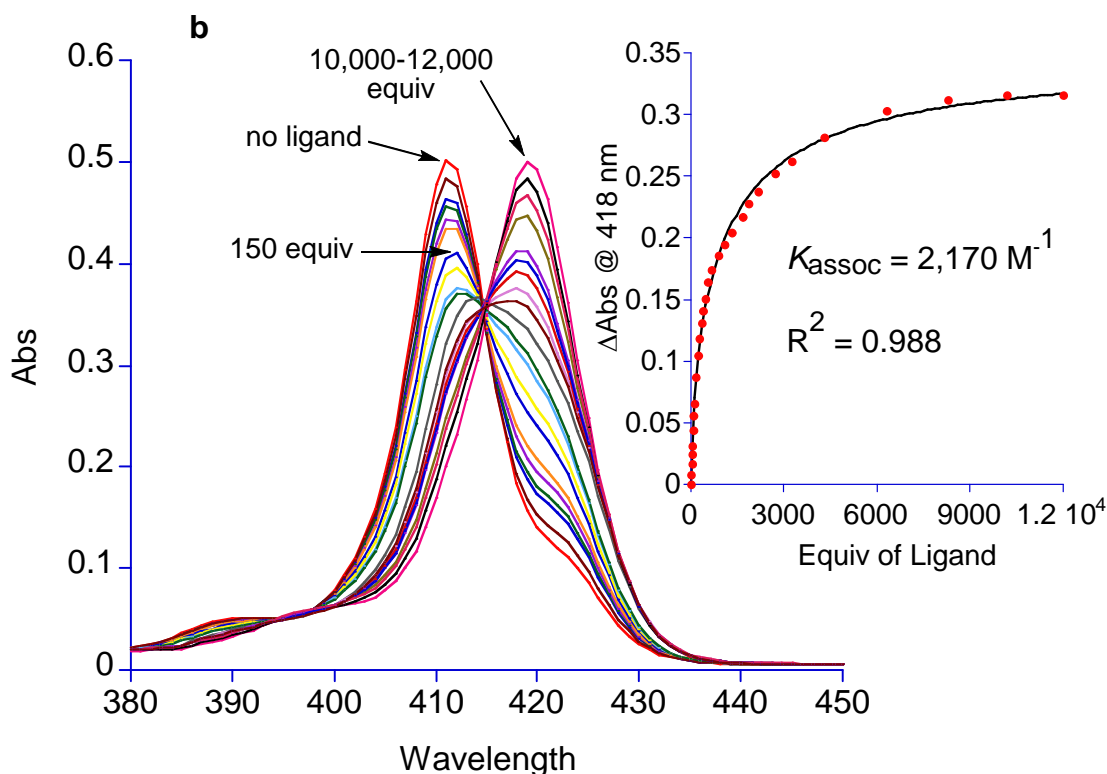 b
10,000-12,000
equiv
no ligand
150 equiv
0.6
0.5
0.4
0.3
0.2
0.1
0
Abs
380
390
400
410
420
430
440
450
Wavelength
0.35
0.3
0.25
0.2
0.15
0.1
0.05
0
ΔAbs @ 418 nm
Kassoc = 2,170 M-1
R2 = 0.988
0
3000
6000
9000
1.2 104
Equiv of Ligand